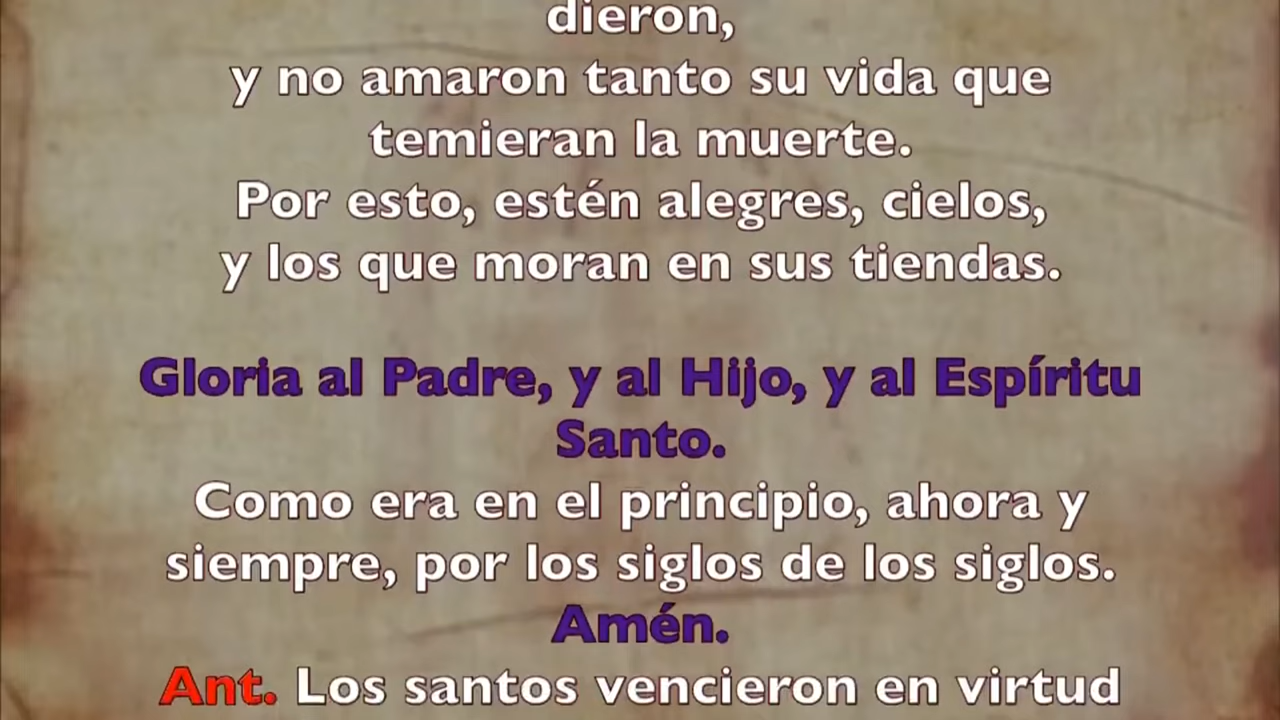 dieron,
y no amaron tanto su vida que
temieran la muerte.
Por esto, estén alegres, cielos,
y los que moran en sus tiendas.
Gloria al Padre, y al Hijo, y al Espíritu
Santo.
Como era en el principio, ahora y
siempre, por los siglos de los siglos.
Amén.
Ant. Los santos vencieron en virtud